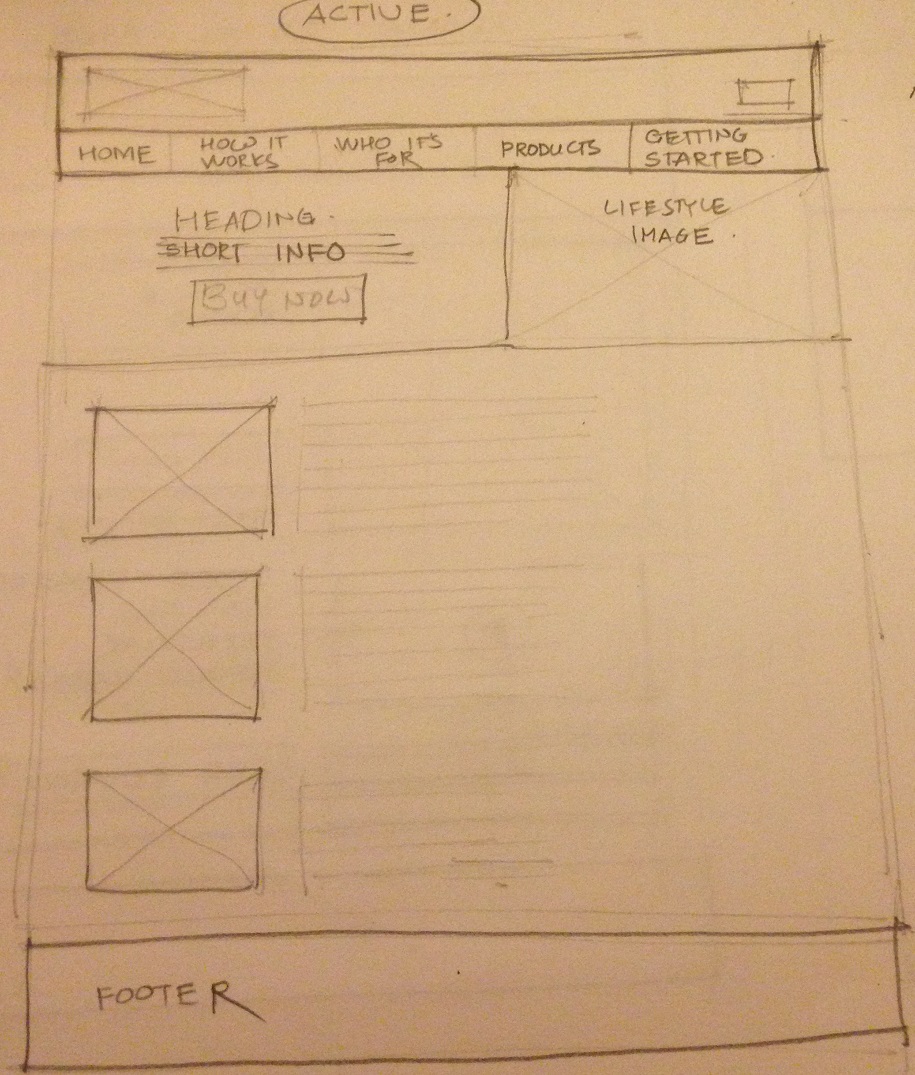 ACTIVE.
HOME
HOW IT
WORKS
WHO IT'S
FOR
PRODUCTS
GETTING
STARTED.
HEADING.
SHORT INFO
BUY NOW
LIFESTYLE
IMAGE.
FOOTER